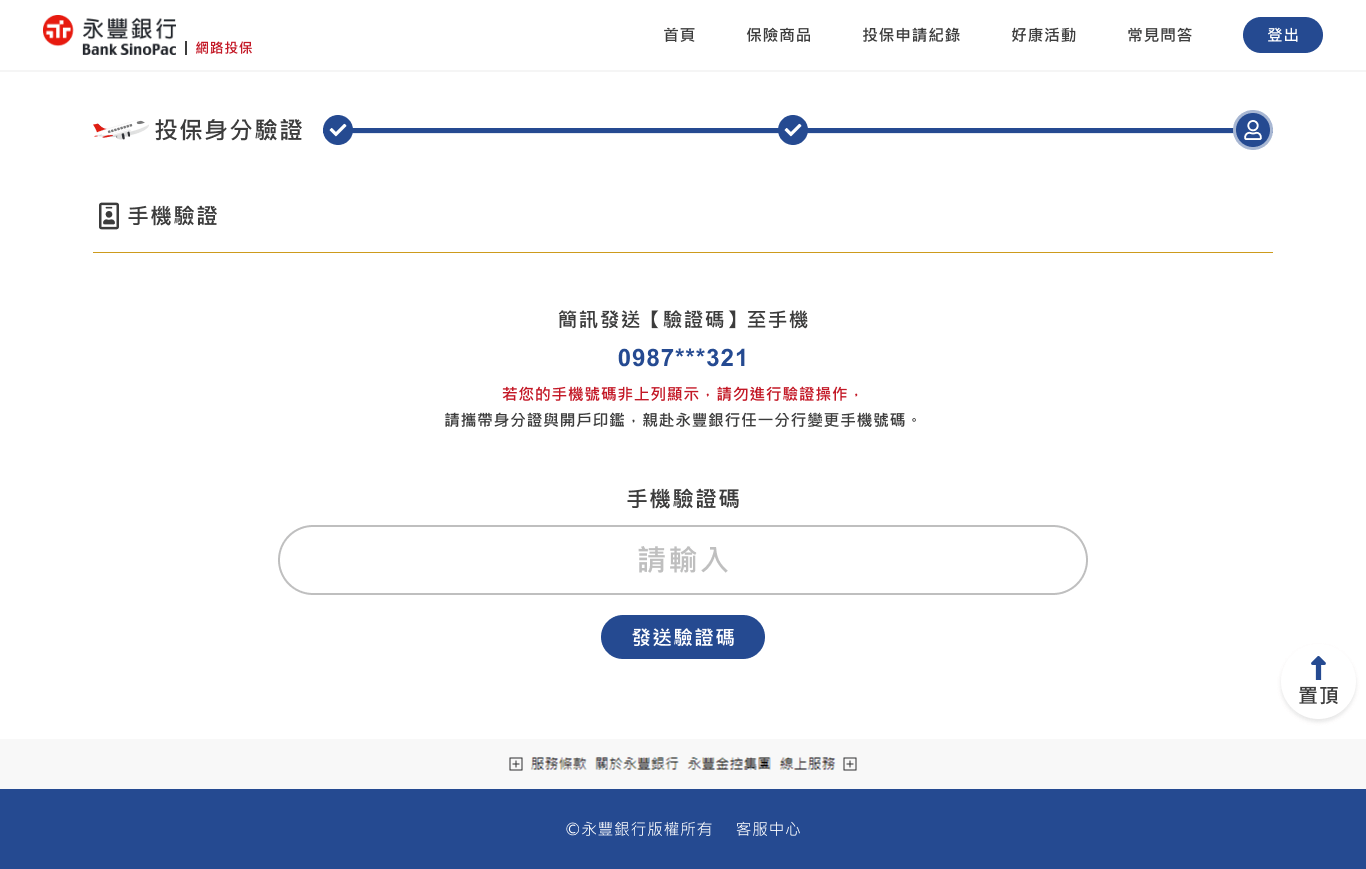 永豐銀行
Bank SinoPac
網路投保
首頁
保險商品
投保申請紀錄
好康活動
常見問答
登出
投保身分驗證
手機驗證
簡訊發送【驗證碼】至手機
0987***321
若您的手機號碼非上列顯示，請勿進行驗證操作，
請攜帶身分證與開戶印鑑，親赴永豐銀行任一分行變更手機號碼。
手機驗證碼
請輸入
發送驗證碼
置頂
服務條款 關於永豐銀行 永豐金控集團 線上服務
©永豐銀行版權所有 客服中心